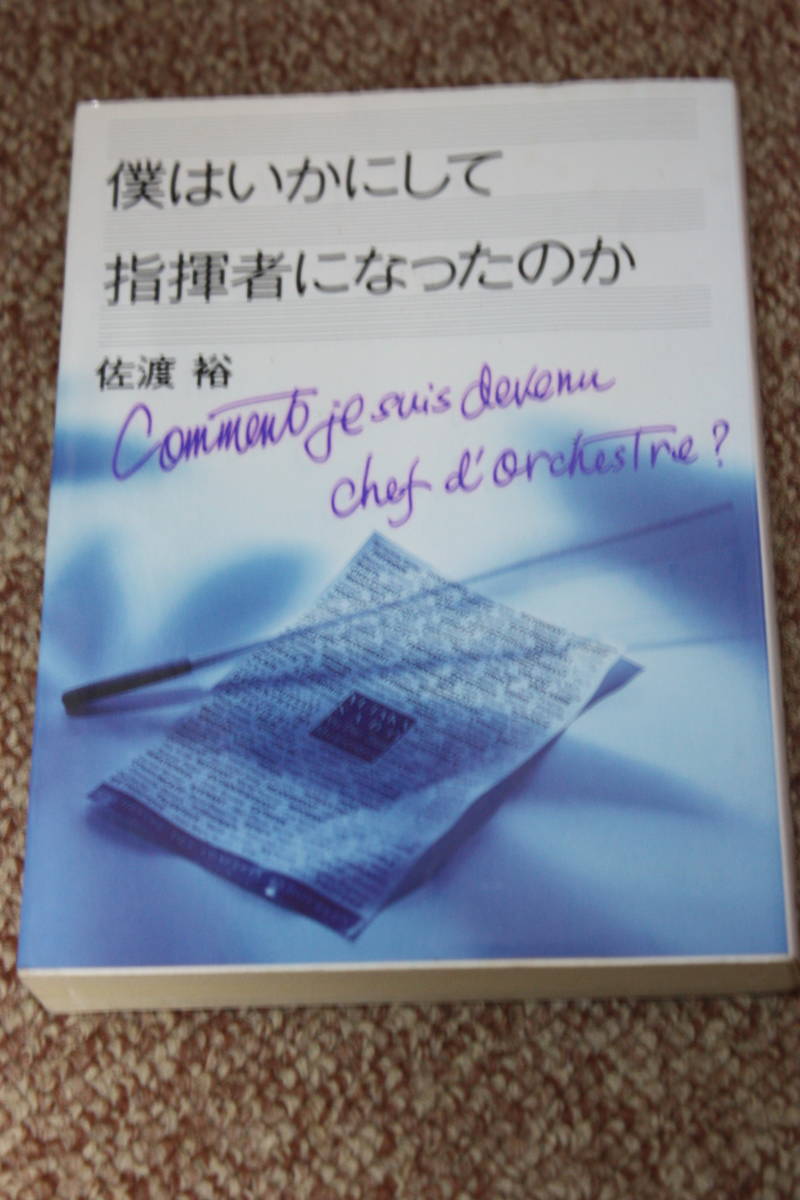 僕はいかにして
指揮者になったのか
佐渡 裕
Comment je suis devenu
chef d'orchestre?